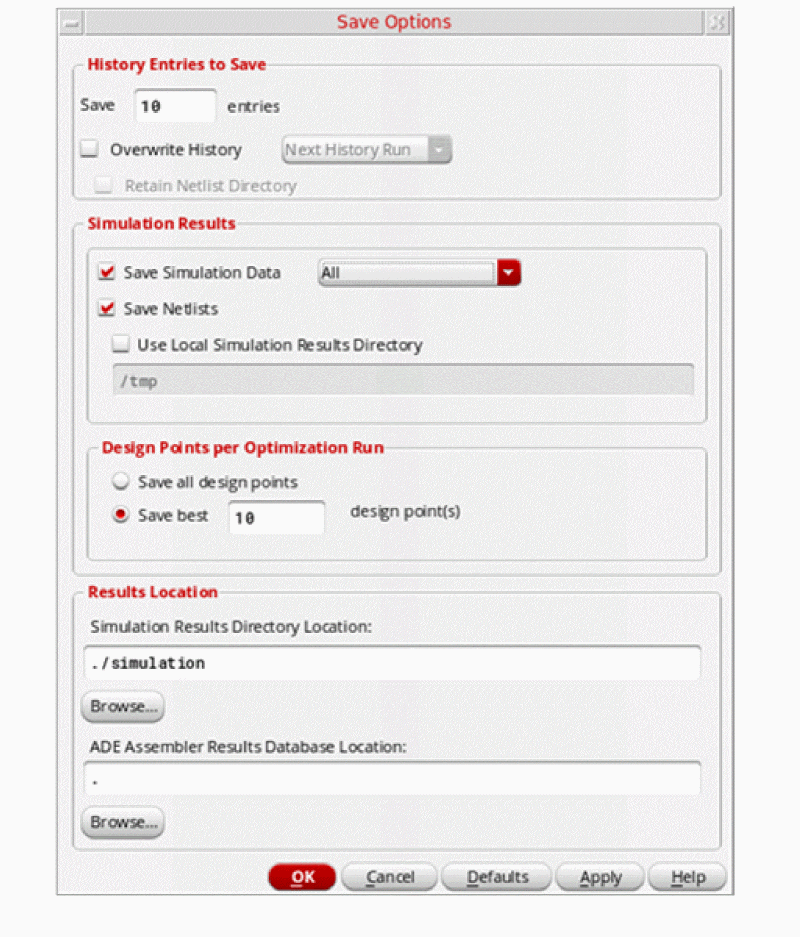 Save Options
History Entries to Save
Save 10 entries
Overwrite History Next History Run
Retain Netlist Directory
Simulation Results
Save Simulation Data All
Save Netlists
Use Local Simulation Results Directory
/tmp
Design Points per Optimization Run
Save all design points
Save best 10 design point(s)
Results Location
Simulation Results Directory Location:
./simulation
Browse...
ADE Assembler Results Database Location:
.
Browse...
OK Cancel Defaults Apply Help